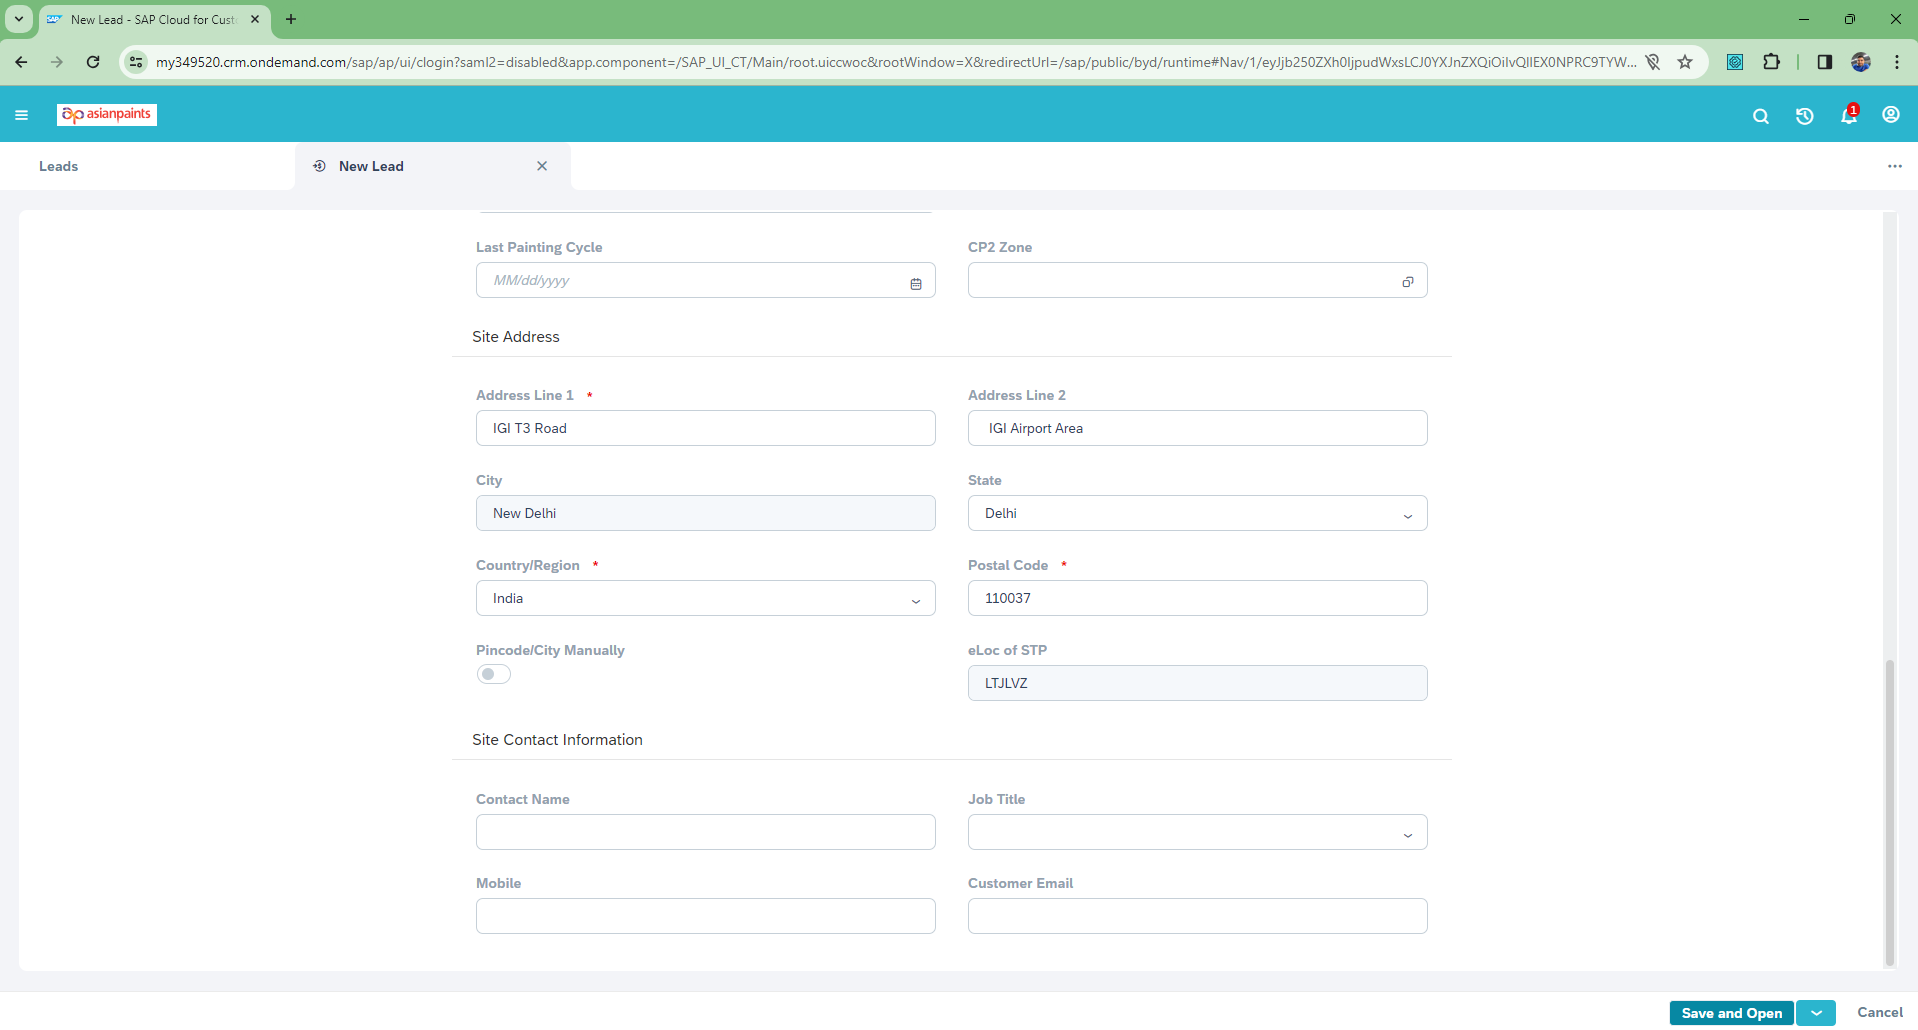 New Lead - SAP Cloud for Cust
my349520.crm.ondemand.com/sap/ap/ui/clogin?saml2=disabled&app.component=/SAP_UI_CT/Main/root.uiccwoc&rootWindow=X&redirectUrl=/sap/public/byd/runtime#Nav/1/eyJjb250ZXh0IjpudWxsLCJ0YXJnZXQiOiIvQllEX0NPRC9TYW...
asianpaints
1
Leads
New Lead
Last Painting Cycle
CP2 Zone
MM/dd/yyyy
Site Address
Address Line 1 *
Address Line 2
IGI T3 Road
IGI Airport Area
City
State
New Delhi
Delhi
Country/Region *
Postal Code *
India
110037
Pincode/City Manually
eLoc of STP
LTJLVZ
Site Contact Information
Contact Name
Job Title
Mobile
Customer Email
Save and Open
Cancel